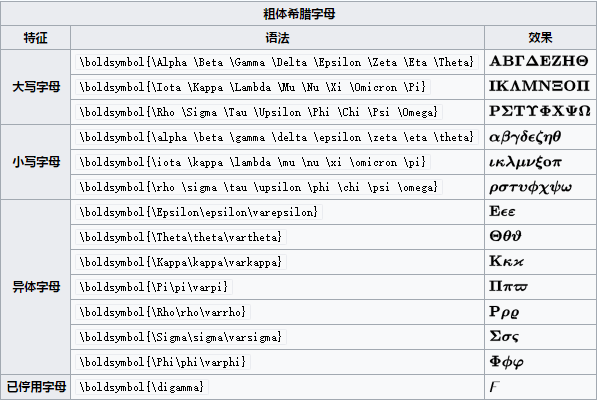 粗体希腊字母
特征 语法 效果
大写字母 \boldsymbol{\Alpha \Beta \Gamma \Delta \Epsilon \Zeta \Eta \Theta} ΑΒΓΔΕΖΗΘ
\boldsymbol{\Iota \Kappa \Lambda \Mu \Nu \Xi \Omicron \Pi} ΙΚΛΜΝΞΟΠ
\boldsymbol{\Rho \Sigma \Tau \Upsilon \Phi \Chi \Psi \Omega} ΡΣΤΥΦΧΨΩ
小写字母 \boldsymbol{\alpha \beta \gamma \delta \epsilon \zeta \eta \theta} αβγδϵζηθ
\boldsymbol{\iota \kappa \lambda \mu \nu \xi \omicron \pi} ικλμνξοπ
\boldsymbol{\rho \sigma \tau \upsilon \phi \chi \psi \omega} ρστυϕχψω
异体字母 \boldsymbol{\Epsilon\epsilon\varepsilon} Εϵε
\boldsymbol{\Theta\theta\vartheta} Θθϑ
\boldsymbol{\Kappa\kappa\varkappa} Κκϰ
\boldsymbol{\Pi\pi\varpi} Ππϖ
\boldsymbol{\Rho\rho\varrho} Ρρϱ
\boldsymbol{\Sigma\sigma\varsigma} Σσς
\boldsymbol{\Phi\phi\varphi} Φϕφ
已停用字母 \boldsymbol{\digamma} ϝ